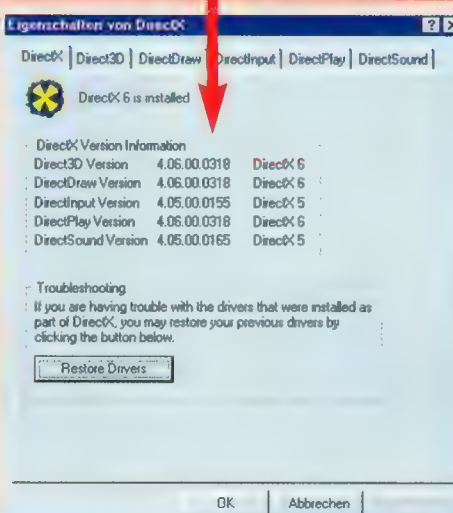 Eigenschaften von DirectX
DirectX Direct3D DirectDraw DirectInput DirectPlay DirectSound
DirectX 6 is installed
DirectX Version Information
Direct3D Version 4.06.00.0318 DirectX 6
DirectDraw Version 4.06.00.0318 DirectX 6
DirectInput Version 4.05.00.0155 DirectX 5
DirectPlay Version 4.06.00.0318 DirectX 6
DirectSound Version 4.05.00.0165 DirectX 5
Troubleshooting
If you are having trouble with the drivers that were installed as
part of DirectX, you may restore your previous drivers by
clicking the button below.
Restore Drivers
OK Abbrechen